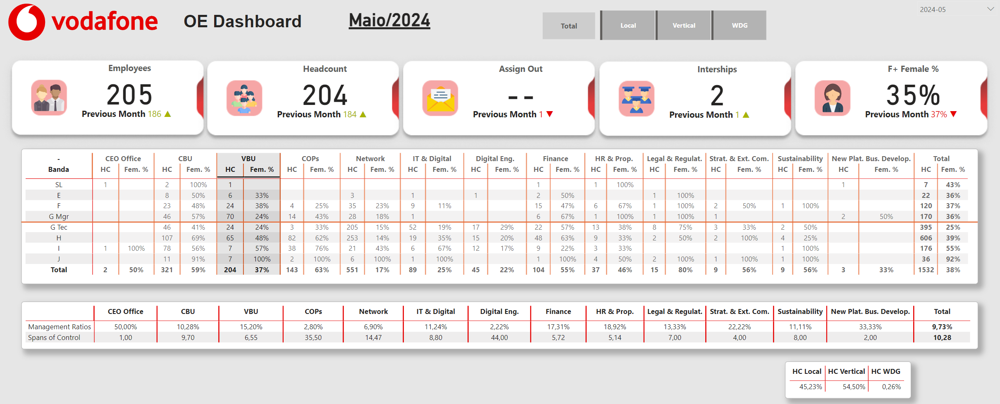 vodafone OE Dashboard Maio/2024 Total Local Vertical WDG 2024-05
Employees Headcount Assign Out Interships F+ Female %
205 204 -- 2 35%
Previous Month 186 ▲ Previous Month 184 ▲ Previous Month 1 ▼ Previous Month 1 ▲ Previous Month 37% ▼
- CEO Office CBU VBU COPs Network IT & Digital Digital Eng. Finance HR & Prop. Legal & Regulat. Strat. & Ext. Com. Sustainability New Plat. Bus. Develop. Total
Banda HC Fem. % HC Fem. % HC Fem. % HC Fem. % HC Fem. % HC Fem. % HC Fem. % HC Fem. % HC Fem. % HC Fem. % HC Fem. % HC Fem. % HC Fem. % HC Fem. %
SL 1 2 100% 1 1 1 100% 1 7 43%
E 8 50% 6 33% 3 1 1 2 50% 1 100% 22 36%
F 23 48% 24 38% 4 25% 35 23% 9 11% 15 47% 6 67% 1 100% 2 50% 1 100% 120 37%
G Mgr 46 57% 70 24% 14 43% 28 18% 1 6 67% 1 100% 1 100% 1 2 50% 170 36%
G Tec 46 41% 24 24% 3 33% 205 15% 52 19% 17 29% 22 57% 13 38% 8 75% 3 33% 2 50% 395 25%
H 107 69% 65 48% 82 62% 253 14% 19 35% 15 20% 48 63% 9 33% 2 50% 2 100% 4 25% 606 39%
I 1 100% 78 56% 7 57% 38 76% 21 43% 6 67% 12 17% 9 22% 3 33% 1 100% 176 55%
J 11 91% 7 100% 2 100% 6 100% 1 100% 1 100% 4 50% 2 100% 1 100% 1 100% 36 92%
Total 2 50% 321 59% 204 37% 143 63% 551 17% 89 25% 45 22% 104 55% 37 46% 15 80% 9 56% 9 56% 3 33% 1532 38%
CEO Office CBU VBU COPs Network IT & Digital Digital Eng. Finance HR & Prop. Legal & Regulat. Strat. & Ext. Com. Sustainability New Plat. Bus. Develop. Total
Management Ratios 50,00% 10,28% 15,20% 2,80% 6,90% 11,24% 2,22% 17,31% 18,92% 13,33% 22,22% 11,11% 33,33% 9,73%
Spans of Control 1,00 9,70 6,55 35,50 14,47 8,80 44,00 5,72 5,14 7,00 4,00 8,00 2,00 10,28
HC Local HC Vertical HC WDG
45,23% 54,50% 0,26%